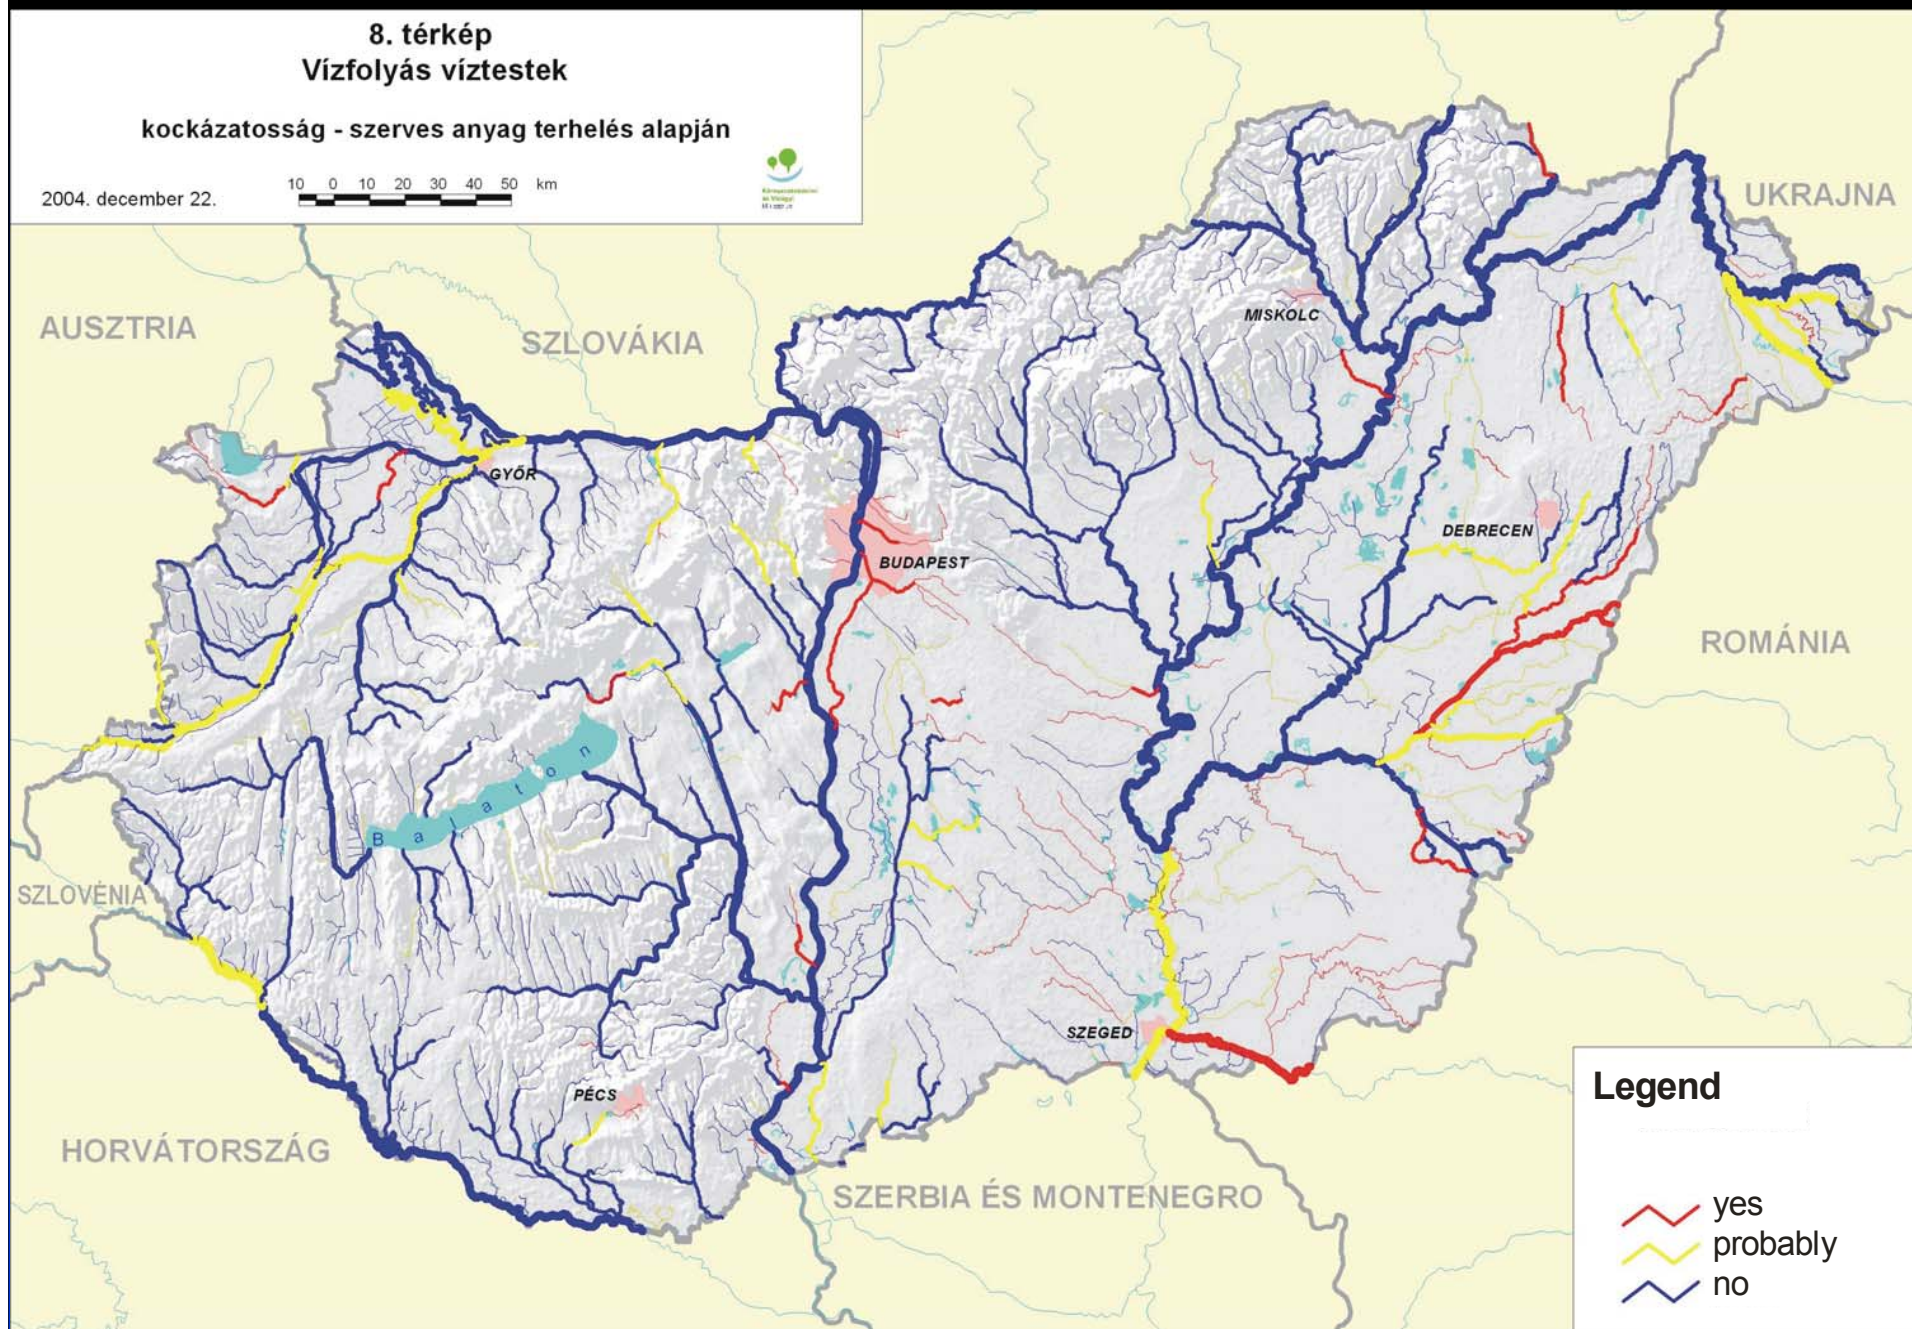 8. térkép
Vízfolyás víztestek
kockázatosság - szerves anyag terhelés alapján
2004. december 22.
10 0 10 20 30 40 50 km
UKRAJNA
AUSZTRIA
SZLOVÁKIA
MISKOLC
GYŐR
DEBRECEN
BUDAPEST
ROMÁNIA
Balaton
SZLOVÉNIA
SZEGED
PÉCS
HORVÁTORSZÁG
SZERBIA ÉS MONTENEGRO
Legend
yes
probably
no